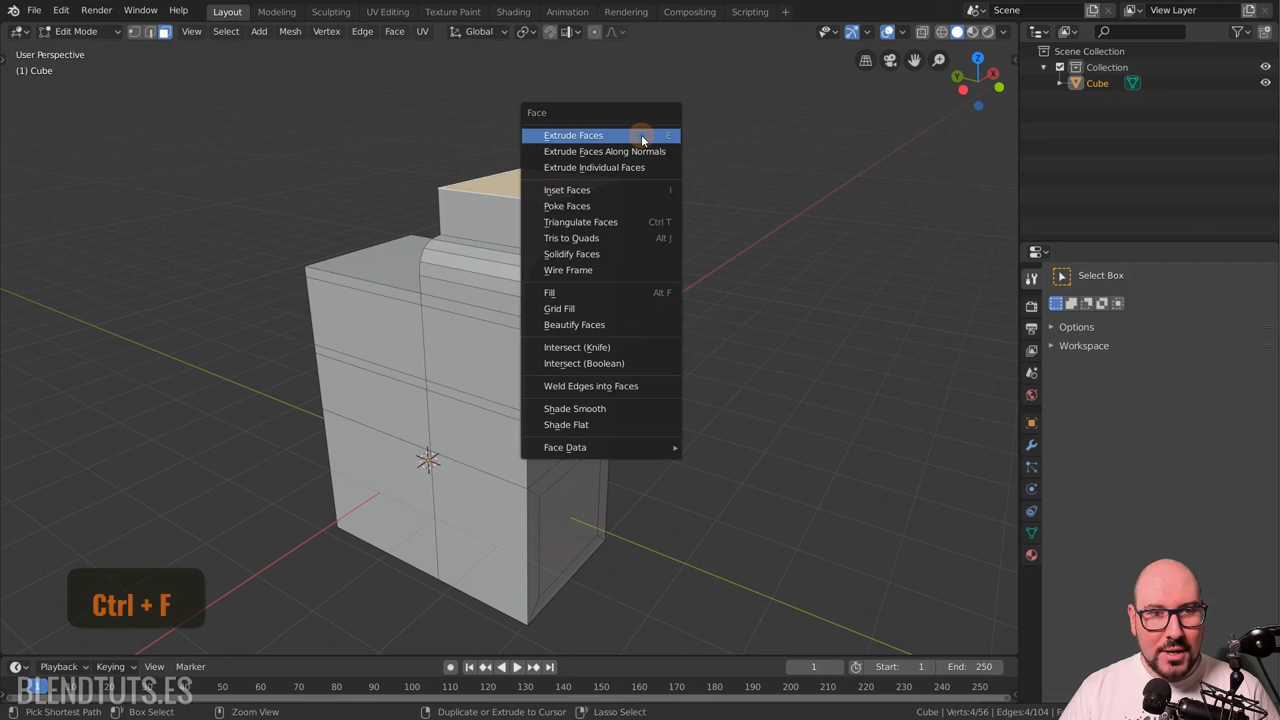 File Edit Render Window Help Layout Modeling Sculpting UV Editing Texture Paint Shading Animation Rendering Compositing Scripting + Scene View Layer
Edit Mode View Select Add Mesh Vertex Edge Face UV Global
User Perspective
(1) Cube
Z
X
Y
Scene Collection
Collection
Cube
Face
Extrude Faces E
Extrude Faces Along Normals
Extrude Individual Faces
Inset Faces I
Poke Faces
Triangulate Faces Ctrl T
Tris to Quads Alt J
Solidify Faces
Wire Frame
Fill Alt F
Grid Fill
Beautify Faces
Intersect (Knife)
Intersect (Boolean)
Weld Edges into Faces
Shade Smooth
Shade Flat
Face Data
Select Box
Options
Workspace
Ctrl + F
Playback Keying View Marker 1 Start: 1 End: 250
1 50 60 70 80 90 100 110 120 130 140 150 160 170 180 190 200 210 220 230 240 250
BLENDTUTS.ES
Pick Shortest Path Box Select Zoom View Duplicate or Extrude to Cursor Lasso Select Cube | Verts:4/56 | Edges:4/104 | Faces